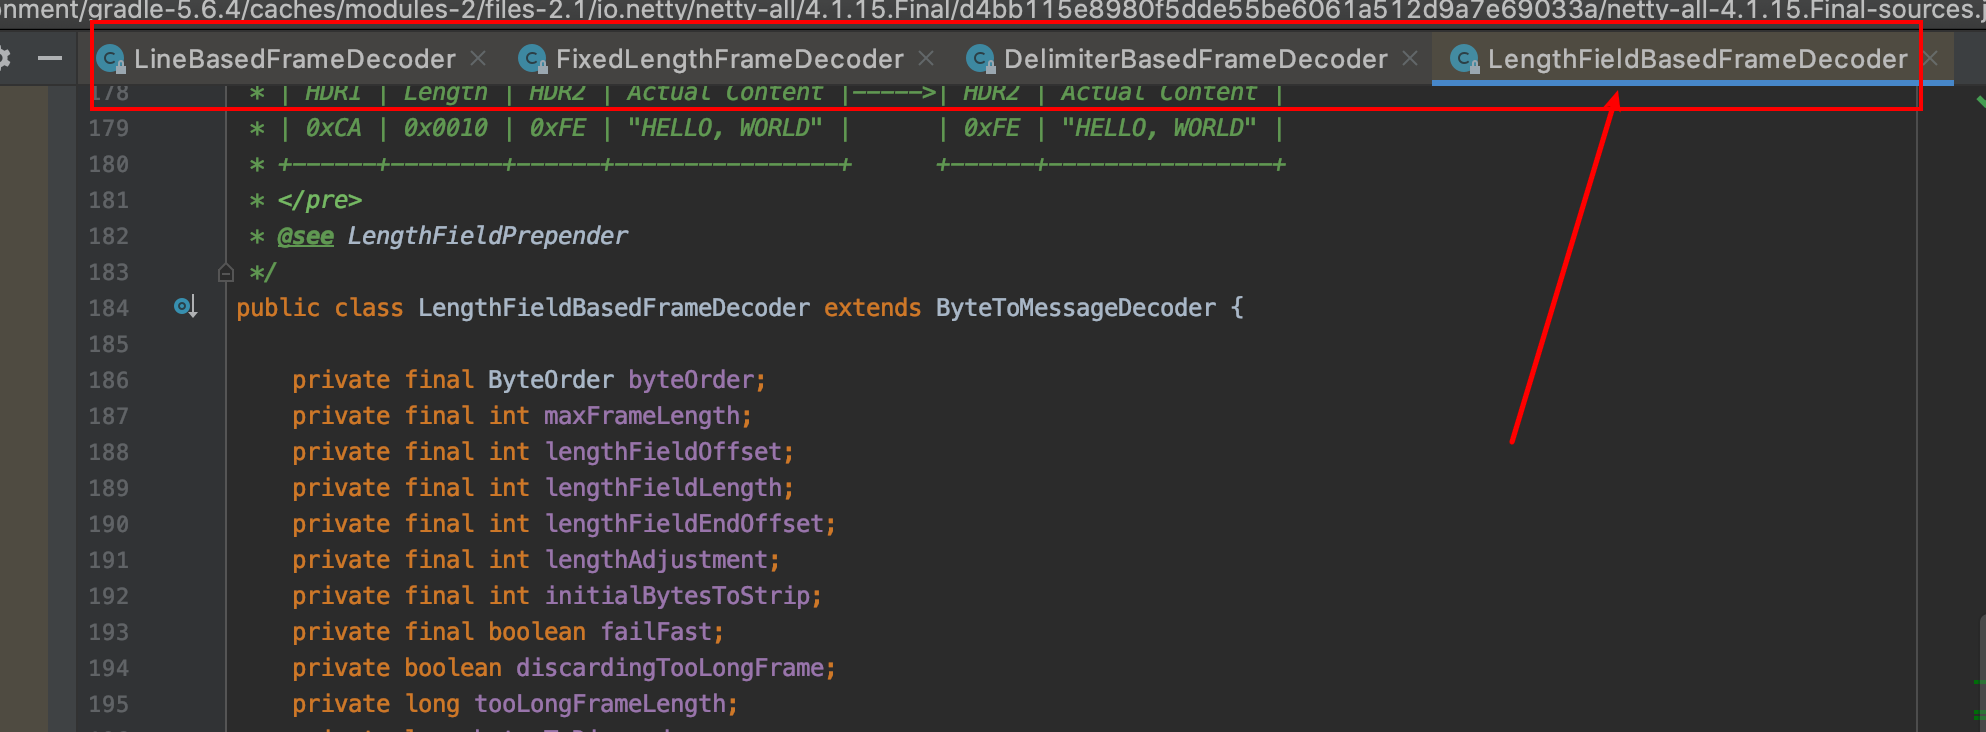 onment/gradle-5.6.4/caches/modules-2/files-2.1/io.netty/netty-all/4.1.15.Final/d4bb115e8980f5dde55be6061a512d9a7e69033a/netty-all-4.1.15.Final-sources.j
LineBasedFrameDecoder × FixedLengthFrameDecoder × DelimiterBasedFrameDecoder × LengthFieldBasedFrameDecoder ×
178 * | HDR1 | Length | HDR2 | Actual Content |----->| HDR2 | Actual Content |
179 * | 0xCA | 0x0010 | 0xFE | "HELLO, WORLD" | | 0xFE | "HELLO, WORLD" |
180 * +------+--------+------+----------------+ +------+----------------+
181 * </pre>
182 * @see LengthFieldPrepender
183 */
184 public class LengthFieldBasedFrameDecoder extends ByteToMessageDecoder {
185
186 private final ByteOrder byteOrder;
187 private final int maxFrameLength;
188 private final int lengthFieldOffset;
189 private final int lengthFieldLength;
190 private final int lengthFieldEndOffset;
191 private final int lengthAdjustment;
192 private final int initialBytesToStrip;
193 private final boolean failFast;
194 private boolean discardingTooLongFrame;
195 private long tooLongFrameLength;